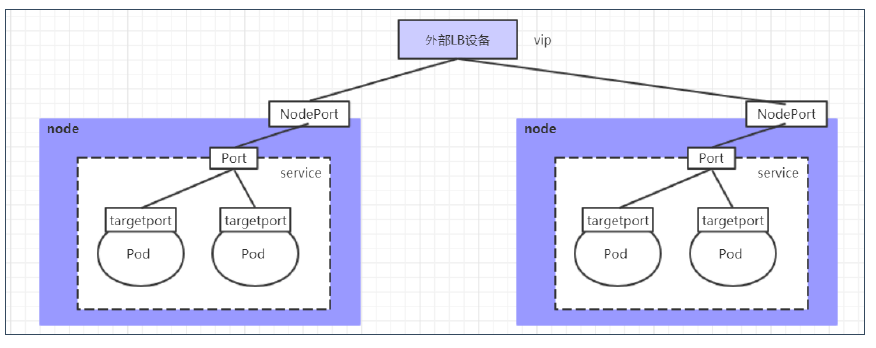 外部LB设备
vip
NodePort
NodePort
node
node
Port
Port
service
service
targetport
targetport
targetport
targetport
Pod
Pod
Pod
Pod